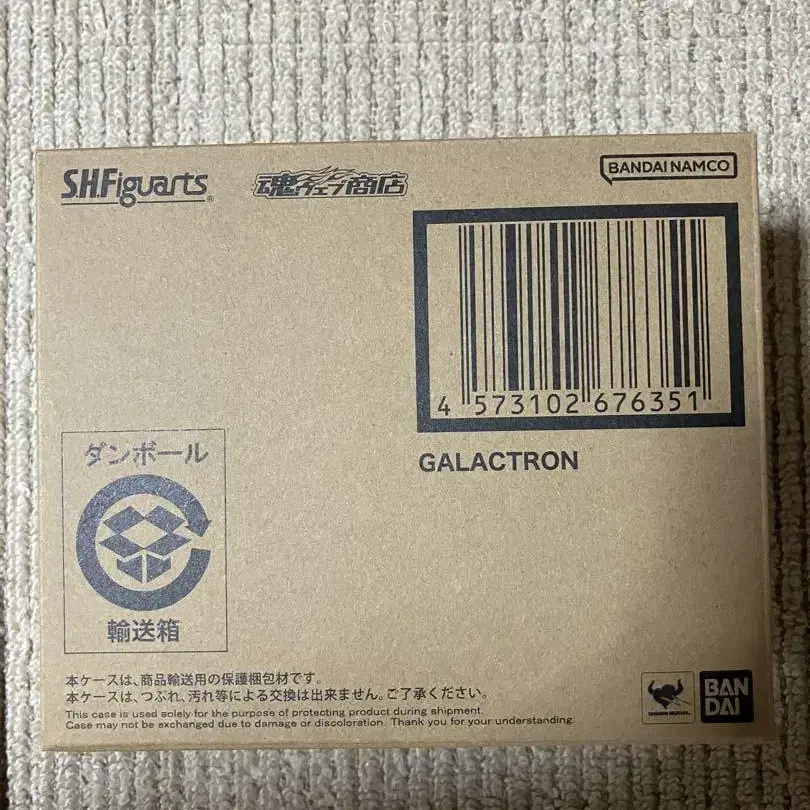 S.H.Figuarts®
魂ウェブ商店
BANDAI NAMCO
4 573102 676351
GALACTRON
ダンボール
輸送箱
本ケースは、商品輸送用の保護梱包材です。
本ケースは、つぶれ、汚れ等による交換は出来ません。ご了承ください。
This case is used solely for the purpose of protecting product during shipment.
Case may not be exchanged due to damage or discoloration. Thank you for your understanding.
BAN
DAI